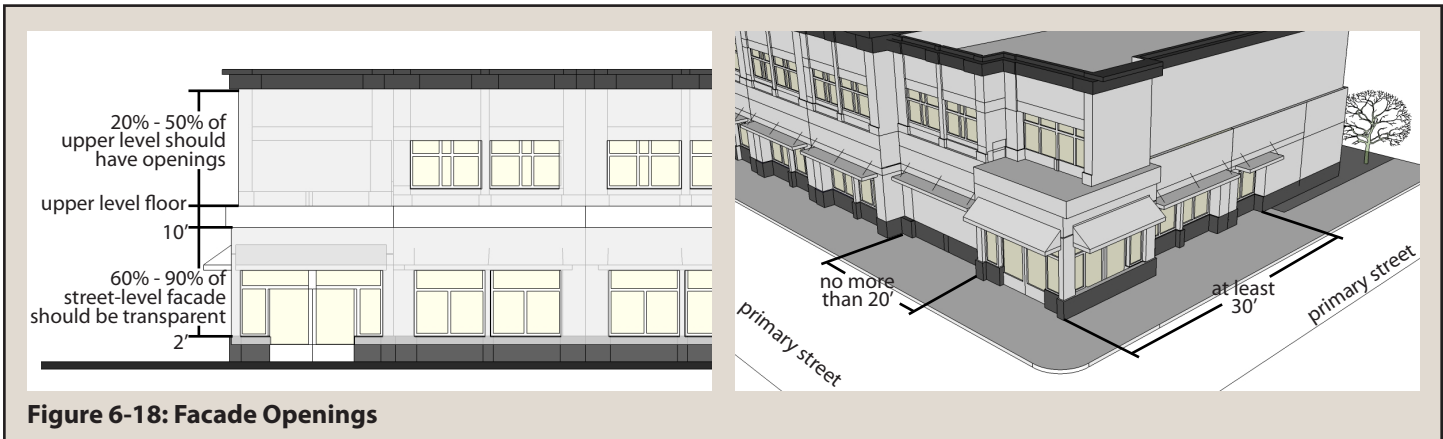 20% - 50% of
upper level should
have openings
upper level floor
10’
60% - 90% of
street-level facade
should be transparent
2’
no more
than 20’
at least
30’
primary street
primary street
Figure 6-18: Facade Openings